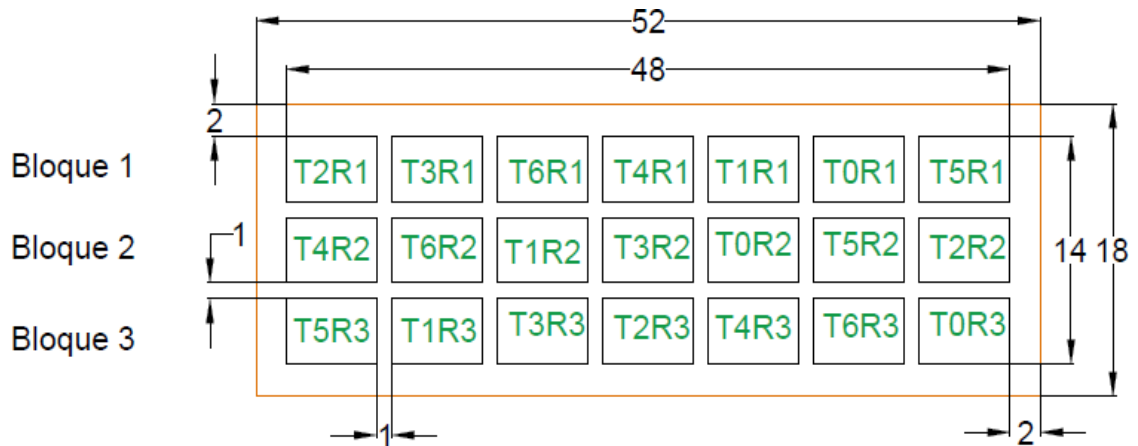 52
48
2
Bloque 1 T2R1 T3R1 T6R1 T4R1 T1R1 T0R1 T5R1
1
Bloque 2 T4R2 T6R2 T1R2 T3R2 T0R2 T5R2 T2R2 14 18
Bloque 3 T5R3 T1R3 T3R3 T2R3 T4R3 T6R3 T0R3
1 2